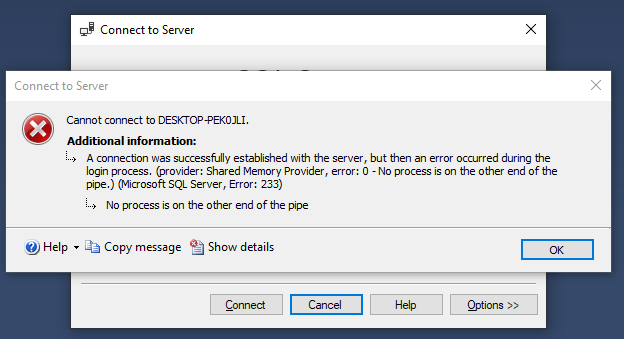 Connect to Server
Connect to Server
Cannot connect to DESKTOP-PEK0JLI.
Additional information:
A connection was successfully established with the server, but then an error occurred during the
login process. (provider: Shared Memory Provider, error: 0 - No process is on the other end of the
pipe.) (Microsoft SQL Server, Error: 233)
No process is on the other end of the pipe
Help Copy message Show details OK
Connect Cancel Help Options >>